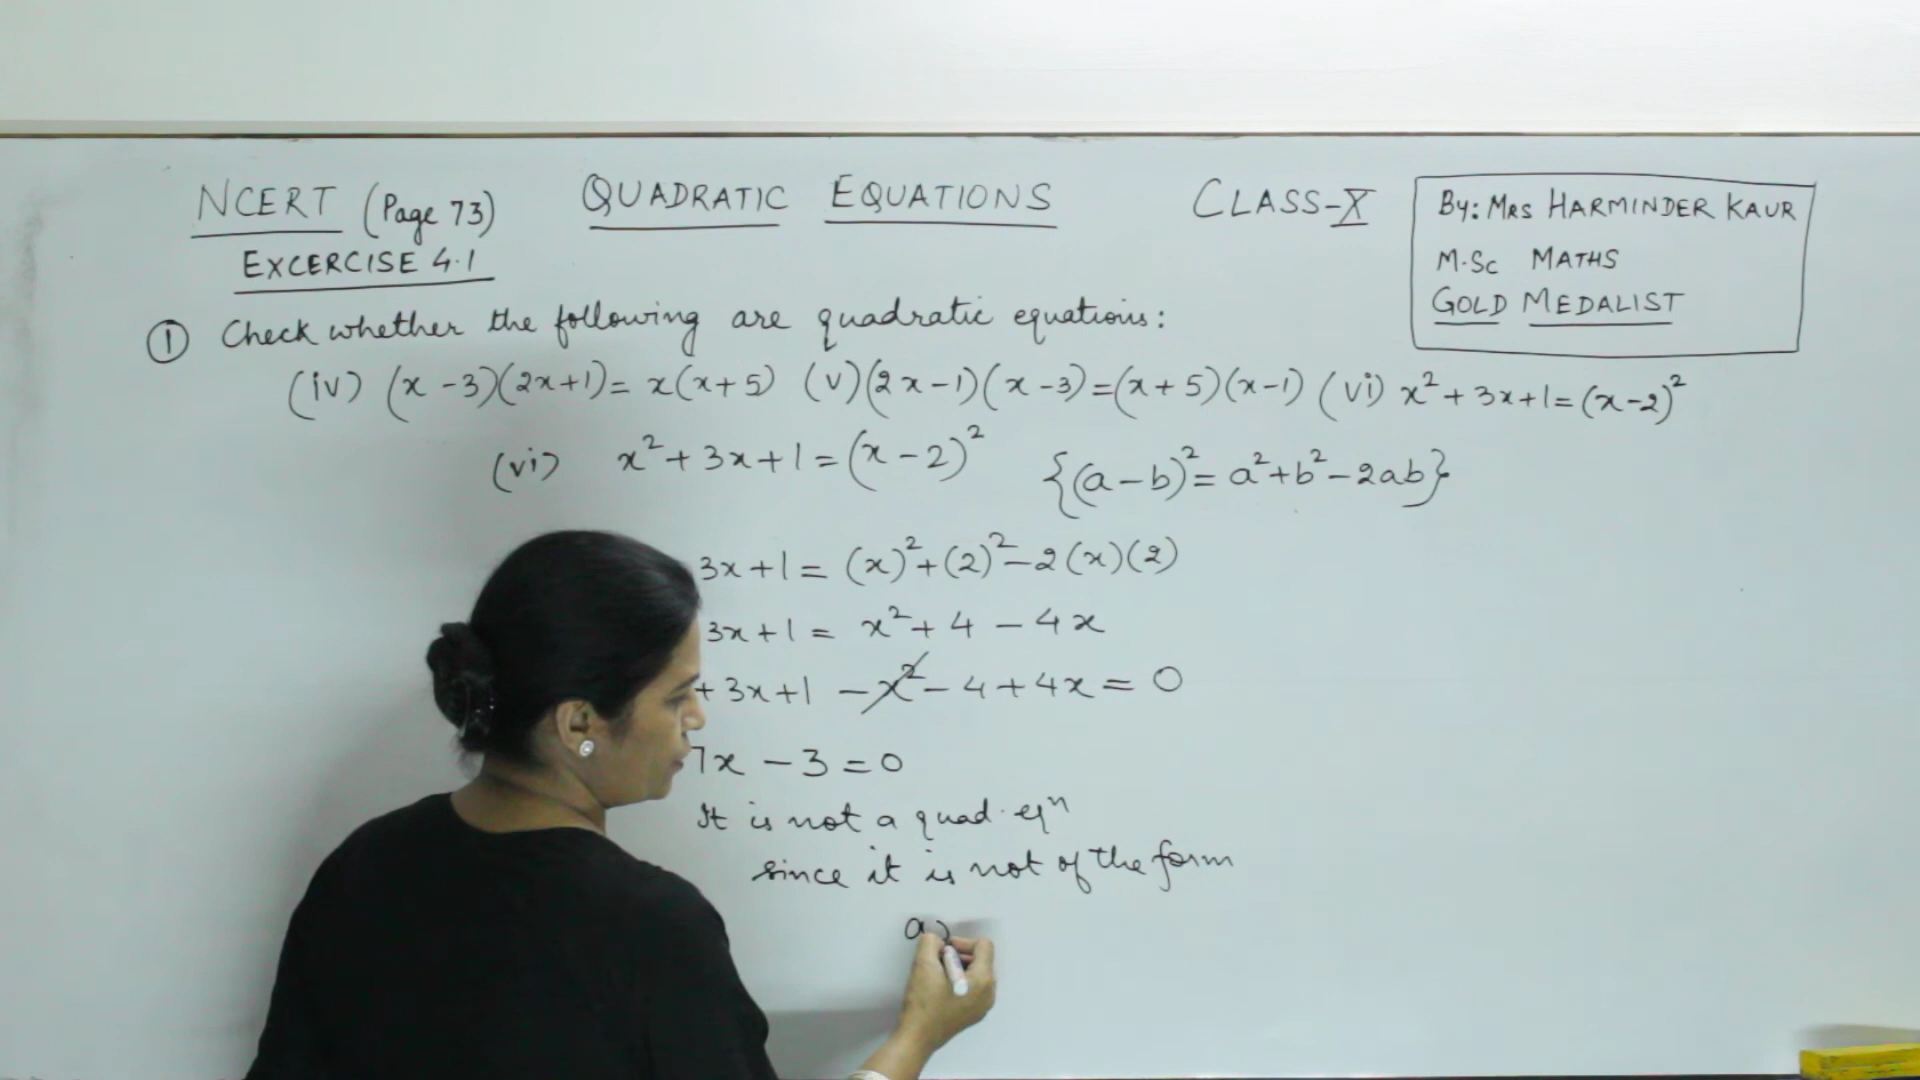 NCERT (Page 73) QUADRATIC EQUATIONS CLASS-X
EXCERCISE 4.1
By: MRS HARMINDER KAUR
M.Sc MATHS
GOLD MEDALIST
① Check whether the following are quadratic equations:
(iv) (x-3)(2x+1)= x(x+5) (v)(2x-1)(x-3)=(x+5)(x-1) (vi) x²+3x+1=(x-2)²
(vi) x²+3x+1=(x-2)² {(a-b)²= a²+b²-2ab}
3x+1= (x)²+(2)²-2(x)(2)
3x+1= x²+4-4x
+3x+1-x²-4+4x=0
7x-3=0
It is not a quad. eqⁿ
since it is not of the form
a